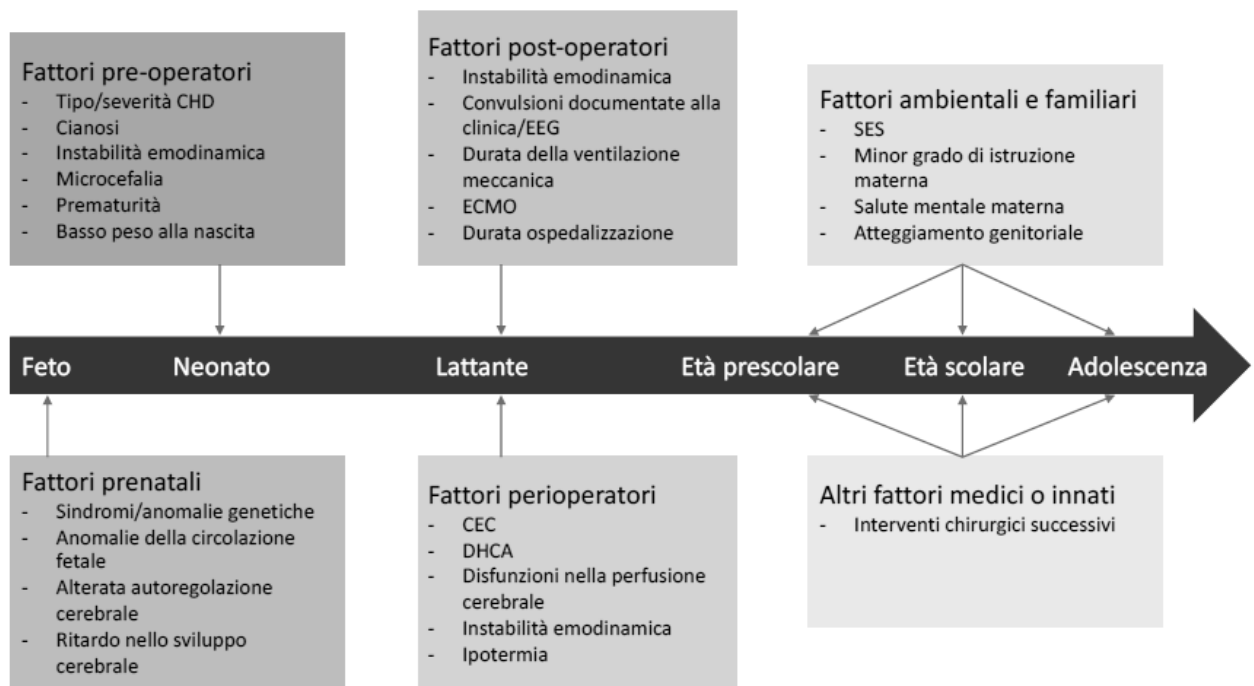 Fattori pre-operatori
- Tipo/severità CHD
- Cianosi
- Instabilità emodinamica
- Microcefalia
- Prematurità
- Basso peso alla nascita
Fattori post-operatori
- Instabilità emodinamica
- Convulsioni documentate alla
clinica/EEG
- Durata della ventilazione
meccanica
- ECMO
- Durata ospedalizzazione
Fattori ambientali e familiari
- SES
- Minor grado di istruzione
materna
- Salute mentale materna
- Atteggiamento genitoriale
Feto Neonato Lattante Età prescolare Età scolare Adolescenza
Fattori prenatali
- Sindromi/anomalie genetiche
- Anomalie della circolazione
fetale
- Alterata autoregolazione
cerebrale
- Ritardo nello sviluppo
cerebrale
Fattori perioperatori
- CEC
- DHCA
- Disfunzioni nella perfusione
cerebrale
- Instabilità emodinamica
- Ipotermia
Altri fattori medici o innati
- Interventi chirurgici successivi